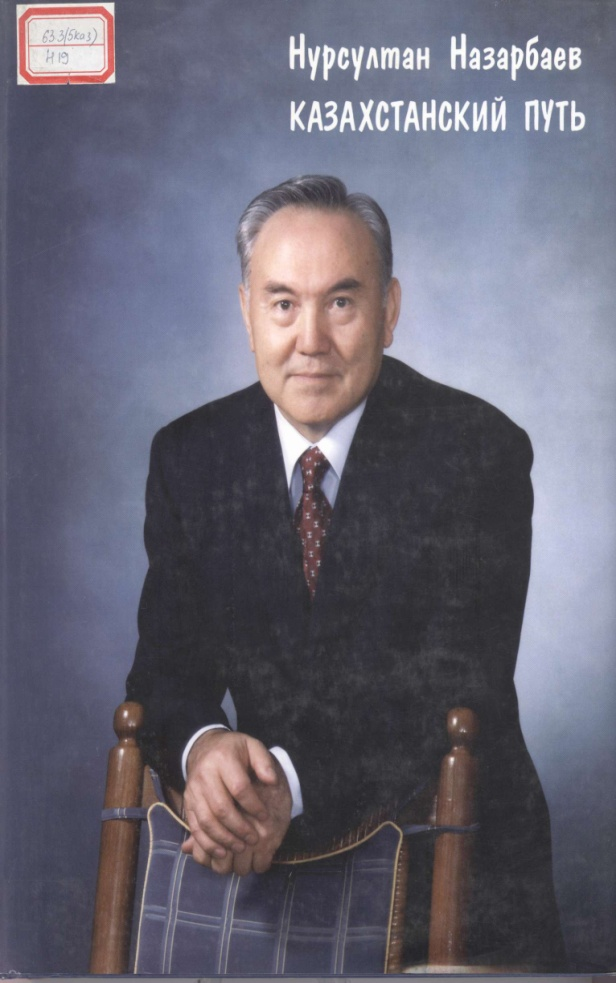 63 3(5каз)
Н19
Нурсултан Назарбаев
КАЗАХСТАНСКИЙ ПУТЬ